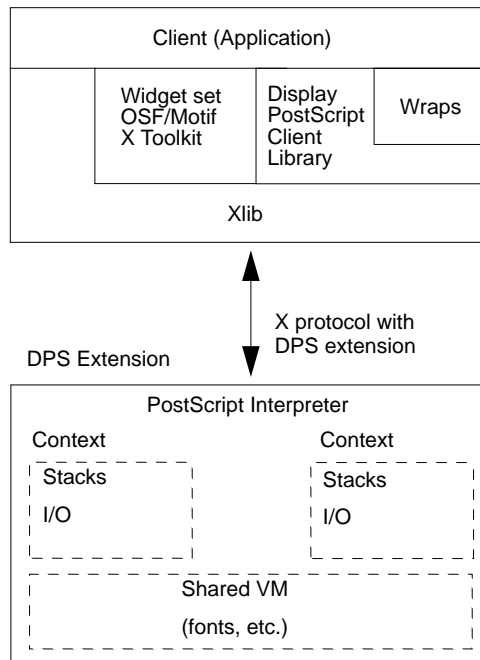 Client (Application)
Widget set
OSF/Motif
X Toolkit
Display
PostScript
Client
Library
Wraps
Xlib
X protocol with
DPS extension
DPS Extension
PostScript Interpreter
Context
Stacks
I/O
Context
Stacks
I/O
Shared VM
(fonts, etc.)